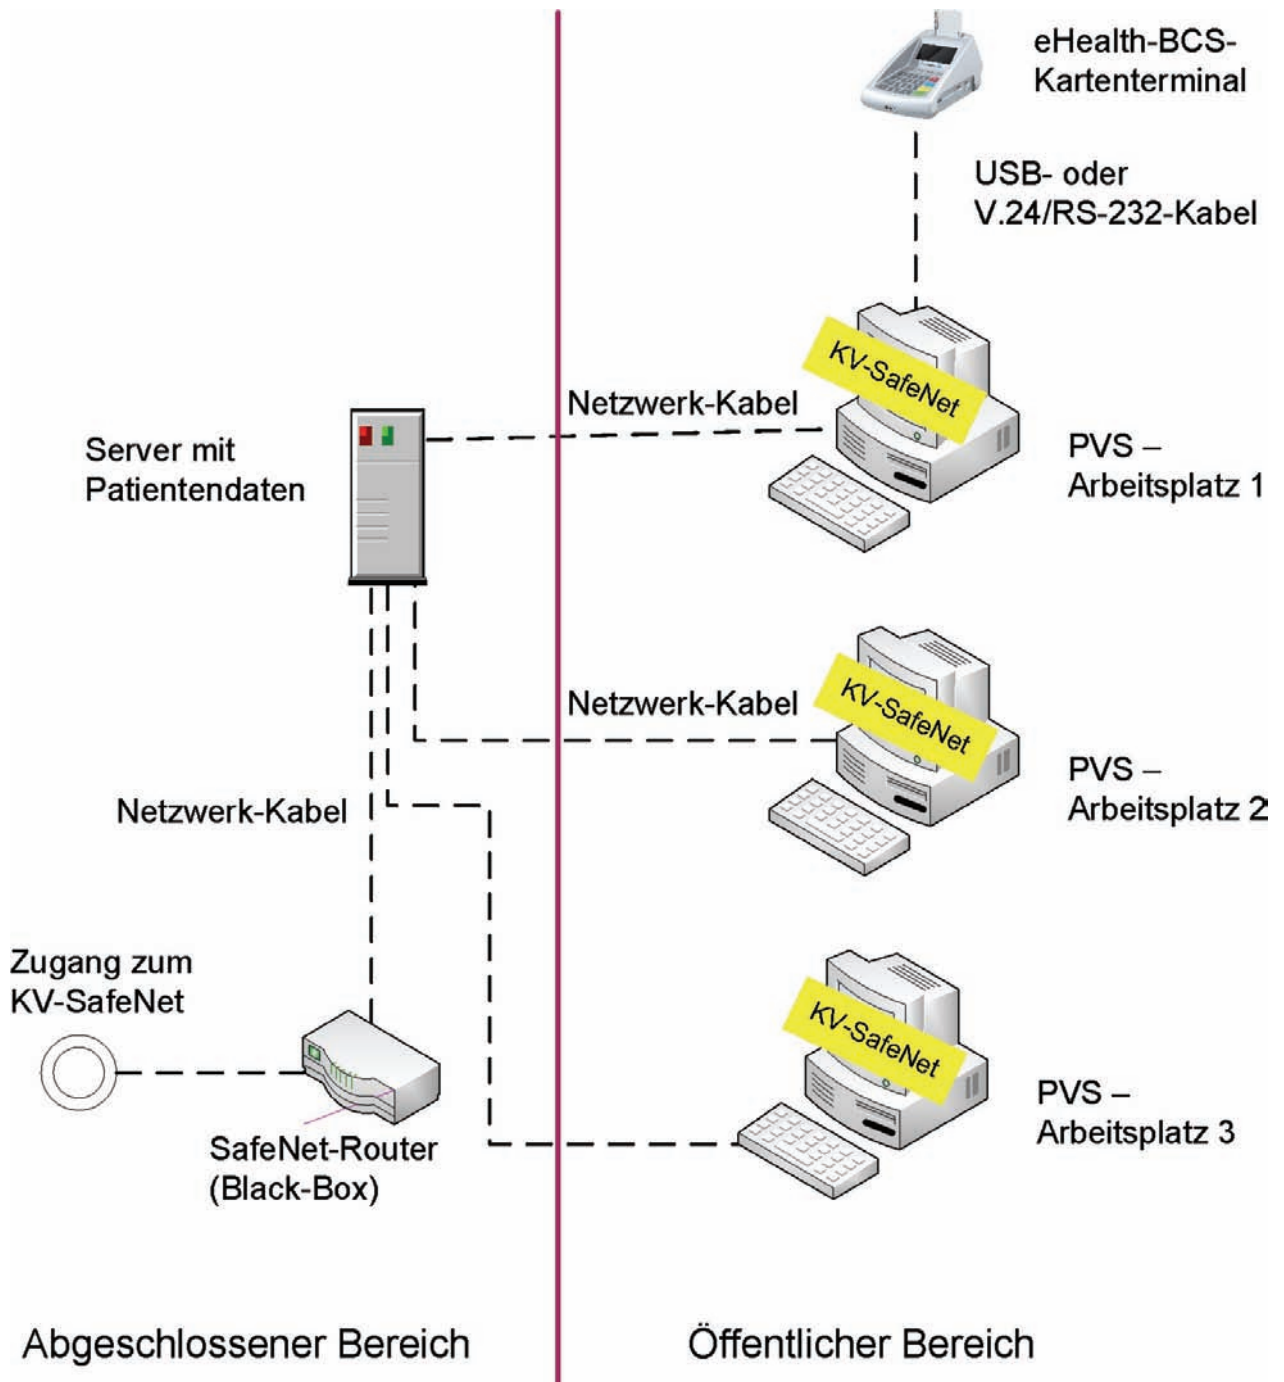 eHealth-BCS-
Kartenterminal
USB- oder
V.24/RS-232-Kabel
KV-SafeNet
Netzwerk-Kabel
Server mit
Patientendaten
PVS –
Arbeitsplatz 1
KV-SafeNet
Netzwerk-Kabel
PVS –
Arbeitsplatz 2
Netzwerk-Kabel
Zugang zum
KV-SafeNet
KV-SafeNet
PVS –
Arbeitsplatz 3
SafeNet-Router
(Black-Box)
Abgeschlossener Bereich
Öffentlicher Bereich